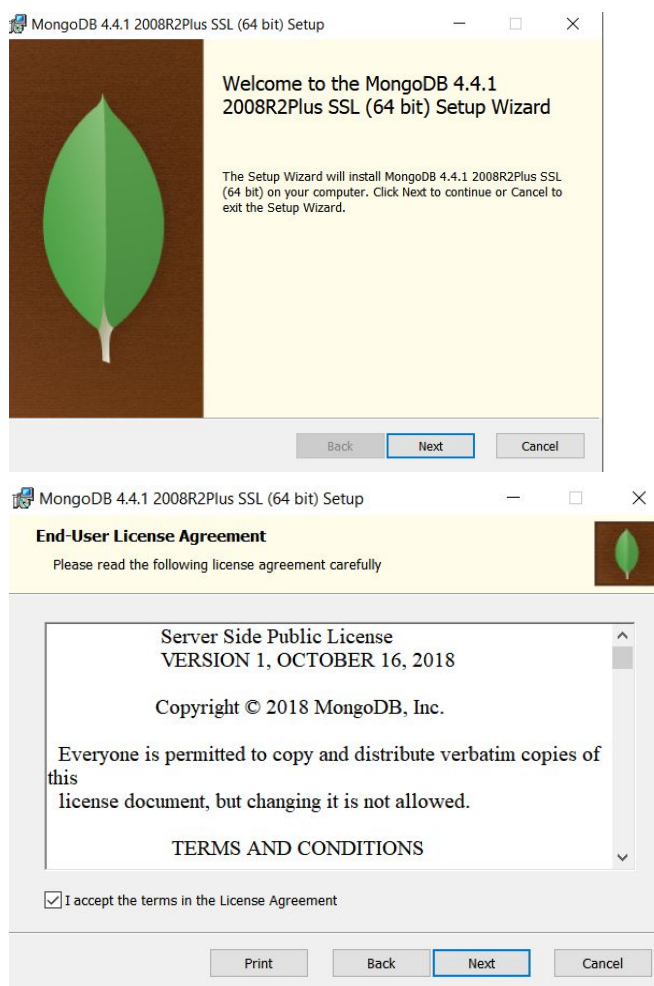 MongoDB 4.4.1 2008R2Plus SSL (64 bit) Setup
Welcome to the MongoDB 4.4.1
2008R2Plus SSL (64 bit) Setup Wizard
The Setup Wizard will install MongoDB 4.4.1 2008R2Plus SSL
(64 bit) on your computer. Click Next to continue or Cancel to
exit the Setup Wizard.
Back Next Cancel
MongoDB 4.4.1 2008R2Plus SSL (64 bit) Setup
End-User License Agreement
Please read the following license agreement carefully
Server Side Public License
VERSION 1, OCTOBER 16, 2018
Copyright © 2018 MongoDB, Inc.
Everyone is permitted to copy and distribute verbatim copies of
this
license document, but changing it is not allowed.
TERMS AND CONDITIONS
I accept the terms in the License Agreement
Print Back Next Cancel